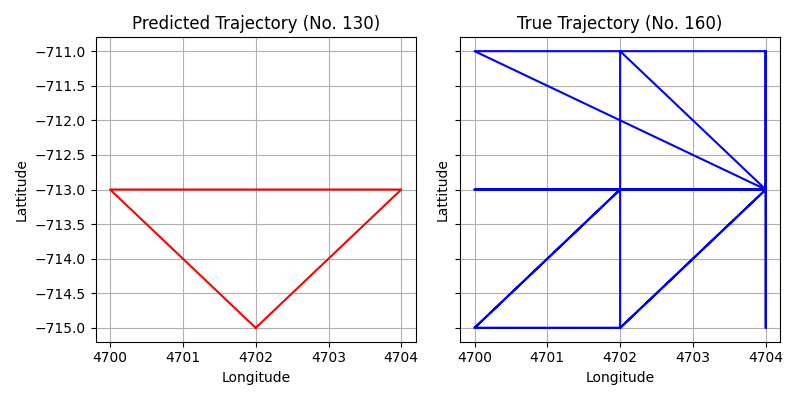 Predicted Trajectory (No. 130)
Lattitude
−711.0
−711.5
−712.0
−712.5
−713.0
−713.5
−714.0
−714.5
−715.0
4700 4701 4702 4703 4704
Longitude
True Trajectory (No. 160)
Lattitude
4700 4701 4702 4703 4704
Longitude